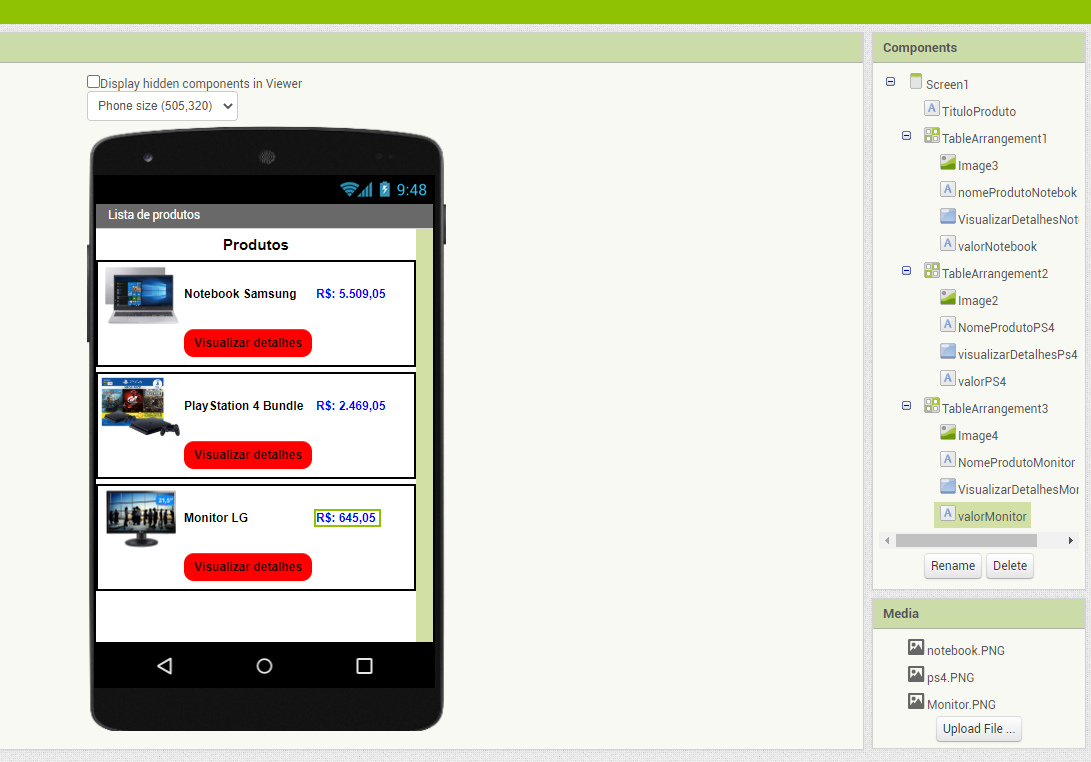 Display hidden components in Viewer
Phone size (505,320)
9:48
Lista de produtos
Produtos
Notebook Samsung R$: 5.509,05
Visualizar detalhes
PlayStation 4 Bundle R$: 2.469,05
Visualizar detalhes
31,5"
Monitor LG R$: 645,05
Visualizar detalhes
Components
Screen1
TituloProduto
TableArrangement1
Image3
nomeProdutoNotebok
VisualizarDetalhesNot
valorNotebook
TableArrangement2
Image2
NomeProdutoPS4
visualizarDetalhesPs4
valorPS4
TableArrangement3
Image4
NomeProdutoMonitor
VisualizarDetalhesMor
valorMonitor
Rename Delete
Media
notebook.PNG
ps4.PNG
Monitor.PNG
Upload File ...